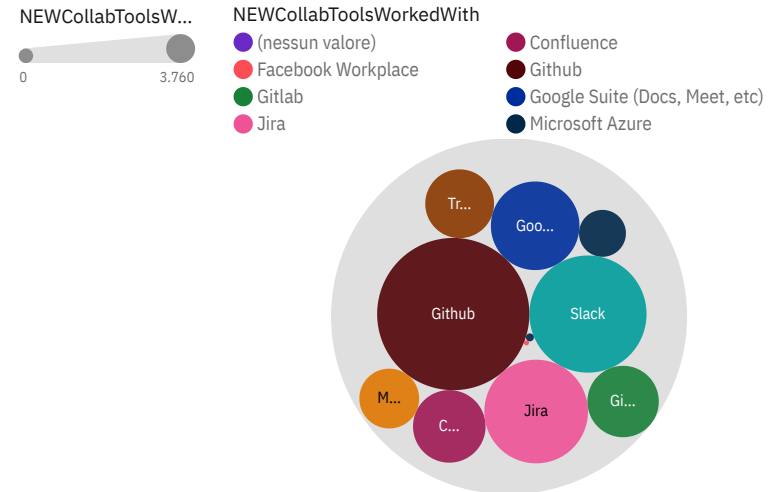 NEWCollabToolsW...
0 3.760
NEWCollabToolsWorkedWith
(nessun valore)
Confluence
Facebook Workplace
Github
Gitlab
Google Suite (Docs, Meet, etc)
Jira
Microsoft Azure
Tr...
Goo...
Github
Slack
M...
C...
Jira
Gi...